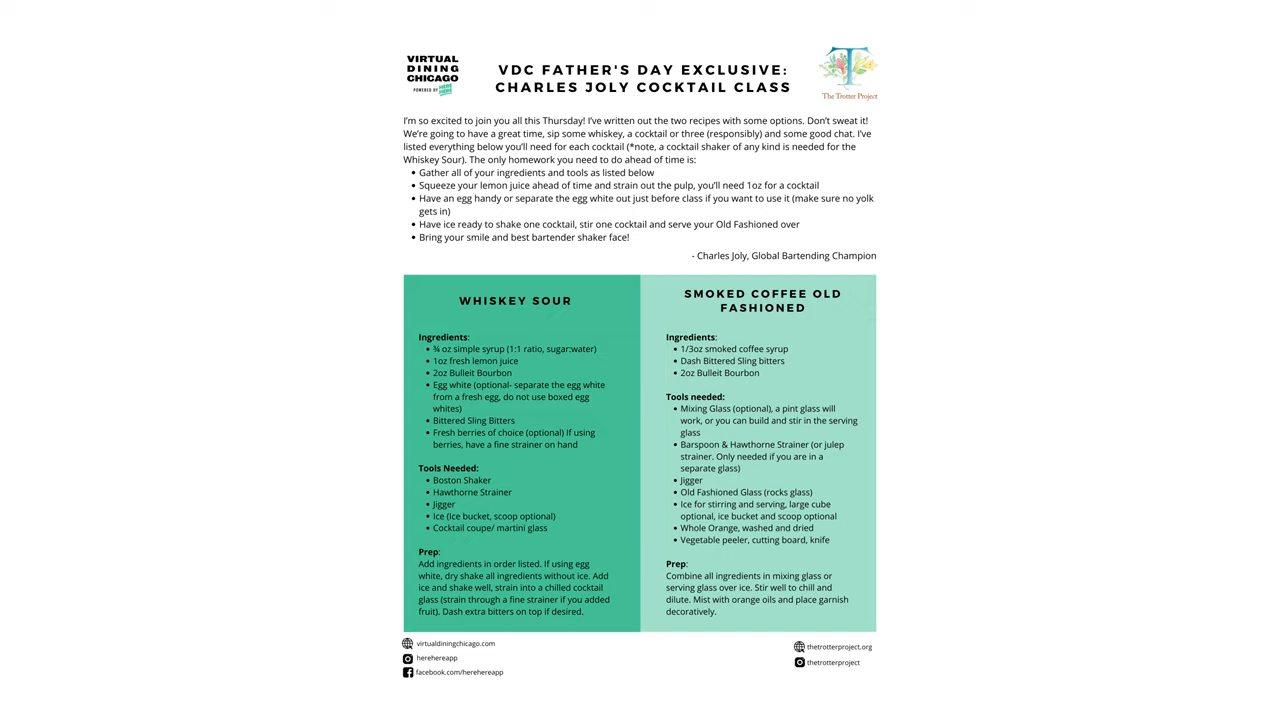 VIRTUAL
DINING
CHICAGO
POWERED BY HERE HERE
VDC FATHER'S DAY EXCLUSIVE:
CHARLES JOLY COCKTAIL CLASS
T
The Trotter Project
I'm so excited to join you all this Thursday! I've written out the two recipes with some options. Don't sweat it!
We're going to have a great time, sip some whiskey, a cocktail or three (responsibly) and some good chat. I've
listed everything below you'll need for each cocktail (*note, a cocktail shaker of any kind is needed for the
Whiskey Sour). The only homework you need to do ahead of time is:
• Gather all of your ingredients and tools as listed below
• Squeeze your lemon juice ahead of time and strain out the pulp, you'll need 1oz for a cocktail
• Have an egg handy or separate the egg white out just before class if you want to use it (make sure no yolk
gets in)
• Have ice ready to shake one cocktail, stir one cocktail and serve your Old Fashioned over
• Bring your smile and best bartender shaker face!
- Charles Joly, Global Bartending Champion
WHISKEY SOUR
Ingredients:
• ¾ oz simple syrup (1:1 ratio, sugar:water)
• 1oz fresh lemon juice
• 2oz Bulleit Bourbon
• Egg white (optional- separate the egg white
from a fresh egg, do not use boxed egg
whites)
• Bittered Sling Bitters
• Fresh berries of choice (optional) If using
berries, have a fine strainer on hand
Tools Needed:
• Boston Shaker
• Hawthorne Strainer
• Jigger
• Ice (Ice bucket, scoop optional)
• Cocktail coupe/ martini glass
Prep:
Add ingredients in order listed. If using egg
white, dry shake all ingredients without ice. Add
ice and shake well, strain into a chilled cocktail
glass (strain through a fine strainer if you added
fruit). Dash extra bitters on top if desired.
SMOKED COFFEE OLD
FASHIONED
Ingredients:
• 1/3oz smoked coffee syrup
• Dash Bittered Sling bitters
• 2oz Bulleit Bourbon
Tools needed:
• Mixing Glass (optional), a pint glass will
work, or you can build and stir in the serving
glass
• Barspoon & Hawthorne Strainer (or julep
strainer. Only needed if you are in a
separate glass)
• Jigger
• Old Fashioned Glass (rocks glass)
• Ice for stirring and serving, large cube
optional, ice bucket and scoop optional
• Whole Orange, washed and dried
• Vegetable peeler, cutting board, knife
Prep:
Combine all ingredients in mixing glass or
serving glass over ice. Stir well to chill and
dilute. Mist with orange oils and place garnish
decoratively.
virtualdiningchicago.com
herehereapp
facebook.com/herehereapp
thetrotterproject.org
thetrotterproject